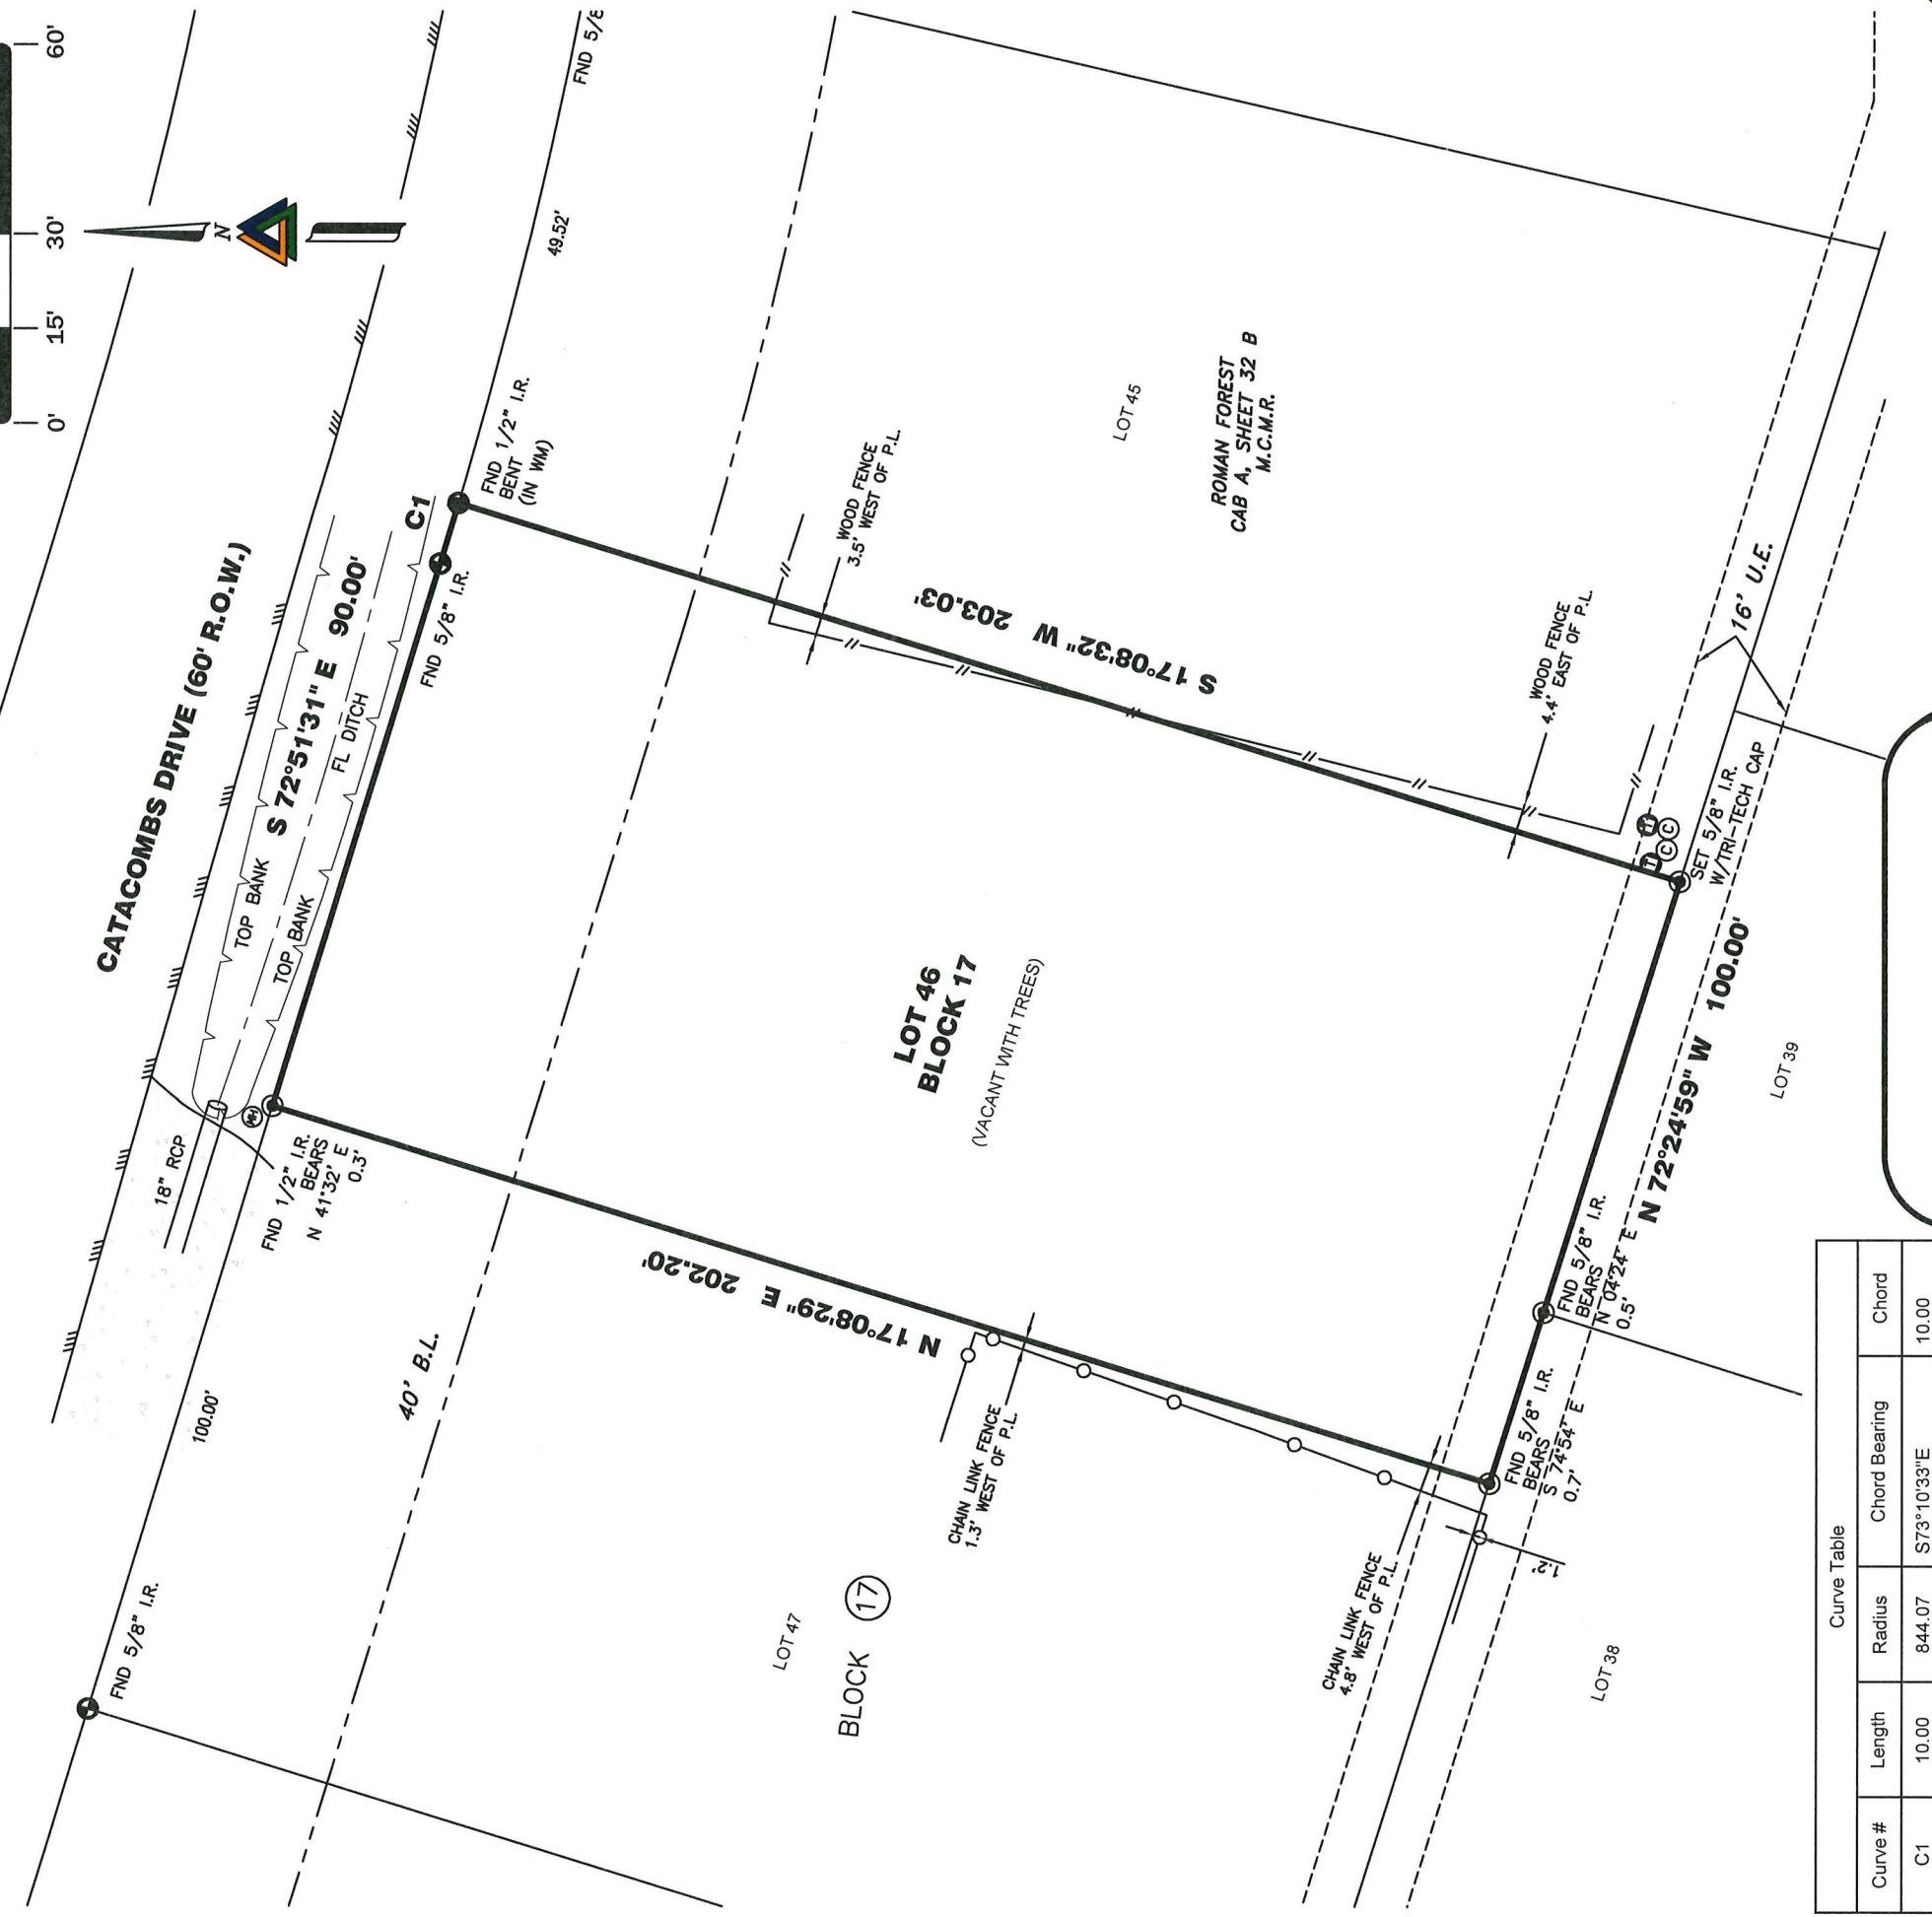 0'
15'
30'
60'
N
CATACOMBS DRIVE (60' R.O.W.)
TOP BANK
S 72°51'31" E 90.00'
FL DITCH
TOP BANK
C1
18" RCP
MH
FND 1/2" I.R.
BEARS
N 41°32' E
0.3'
FND 5/8" I.R.
FND 1/2" I.R.
BENT
(IN WM)
49.52'
FND 5/8
100.00'
FND 5/8" I.R.
40' B.L.
WOOD FENCE
3.5' WEST OF P.L.
S 17°08'32" W 203.03'
N 17°08'29" E 202.20'
LOT 46
BLOCK 17
(VACANT WITH TREES)
LOT 45
ROMAN FOREST
CAB A, SHEET 32 B
M.C.M.R.
CHAIN LINK FENCE
1.3' WEST OF P.L.
LOT 47
BLOCK 17
WOOD FENCE
4.4' EAST OF P.L.
CHAIN LINK FENCE
4.8' WEST OF P.L.
T
T
C
C
16' U.E.
SET 5/8" I.R.
W/TRI-TECH CAP
FND 5/8" I.R.
BEARS
N 04°24' E
0.5'
N 72°24'59" W 100.00'
FND 5/8" I.R.
BEARS
S 74°54' E
0.7'
1.2'
LOT 38
LOT 39
Curve Table
Curve # Length Radius Chord Bearing Chord
C1 10.00 844.07 S73°10'33"E 10.00